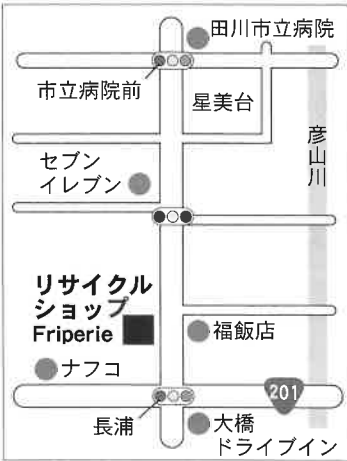 田川市立病院
市立病院前
星美台
彦山川
セブン
イレブン
リサイクル
ショップ
Friperie
福飯店
ナフコ
201
長浦
大橋
ドライブイン